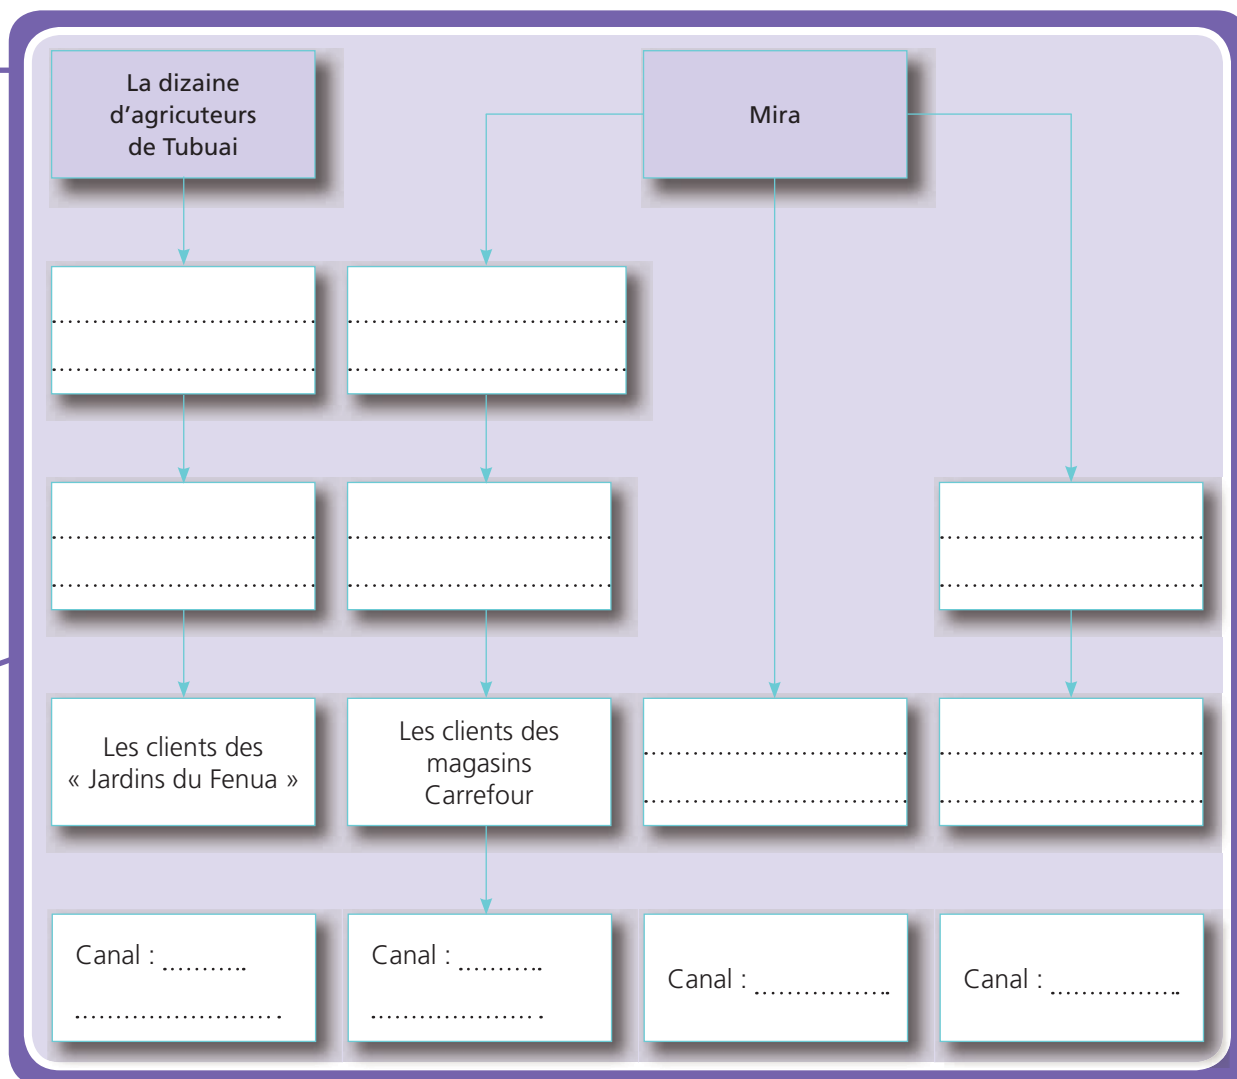 La dizaine
d’agricuteurs
de Tubuai
Mira
Les clients des
« Jardins du Fenua »
Les clients des
magasins
Carrefour
Canal : ..........
.........................
Canal : ..........
.....................
Canal : ................
Canal : ................